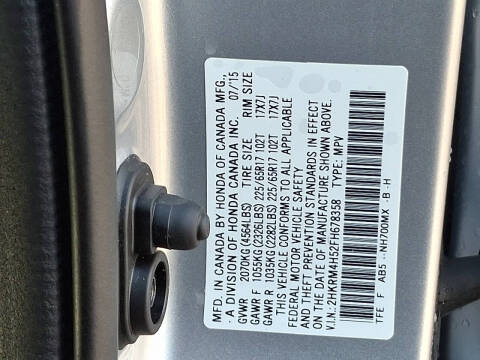 MFD. IN CANADA BY HONDA OF CANADA MFG.,
A DIVISION OF HONDA CANADA INC. 07/15
GVWR 2070KG (4564LBS) TIRE SIZE RIM SIZE
GAWR F 1055KG (2326LBS) 225/65R17 102T 17X7J
GAWR R 1035KG (2282LBS) 225/65R17 102T 17X7J
THIS VEHICLE CONFORMS TO ALL APPLICABLE
FEDERAL MOTOR VEHICLE SAFETY
AND THEFT PREVENTION STANDARDS IN EFFECT
ON THE DATE OF MANUFACTURE SHOWN ABOVE.
V.I.N.: 2HKRM4H52FH678358 TYPE: MPV
TFE F AB5 --NH700MX -B -H